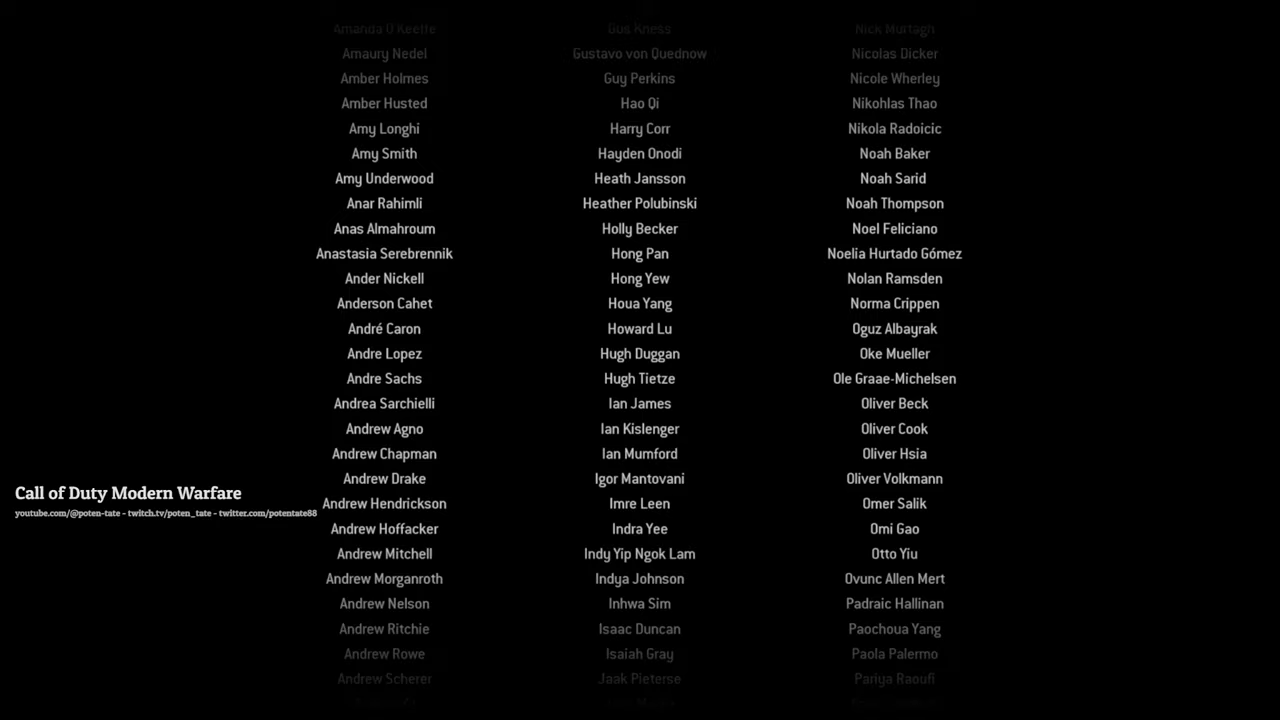 Amanda O'Keeffe
Amaury Nedel
Amber Holmes
Amber Husted
Amy Longhi
Amy Smith
Amy Underwood
Anar Rahimli
Anas Almahroum
Anastasia Serebrennik
Ander Nickell
Anderson Cahet
André Caron
Andre Lopez
Andre Sachs
Andrea Sarchielli
Andrew Agno
Andrew Chapman
Andrew Drake
Andrew Hendrickson
Andrew Hoffacker
Andrew Mitchell
Andrew Morganroth
Andrew Nelson
Andrew Ritchie
Andrew Rowe
Andrew Scherer
Gus Kness
Gustavo von Quednow
Guy Perkins
Hao Qi
Harry Corr
Hayden Onodi
Heath Jansson
Heather Polubinski
Holly Becker
Hong Pan
Hong Yew
Houa Yang
Howard Lu
Hugh Duggan
Hugh Tietze
Ian James
Ian Kislenger
Ian Mumford
Igor Mantovani
Imre Leen
Indra Yee
Indy Yip Ngok Lam
Indya Johnson
Inhwa Sim
Isaac Duncan
Isaiah Gray
Jaak Pieterse
Nick Murtagh
Nicolas Dicker
Nicole Wherley
Nikohlas Thao
Nikola Radoicic
Noah Baker
Noah Sarid
Noah Thompson
Noel Feliciano
Noelia Hurtado Gómez
Nolan Ramsden
Norma Crippen
Oguz Albayrak
Oke Mueller
Ole Graae-Michelsen
Oliver Beck
Oliver Cook
Oliver Hsia
Oliver Volkmann
Omer Salik
Omi Gao
Otto Yiu
Ovunc Allen Mert
Padraic Hallinan
Paochoua Yang
Paola Palermo
Pariya Raoufi
Call of Duty Modern Warfare
youtube.com/@poten-tate - twitch.tv/poten_tate - twitter.com/potentate88